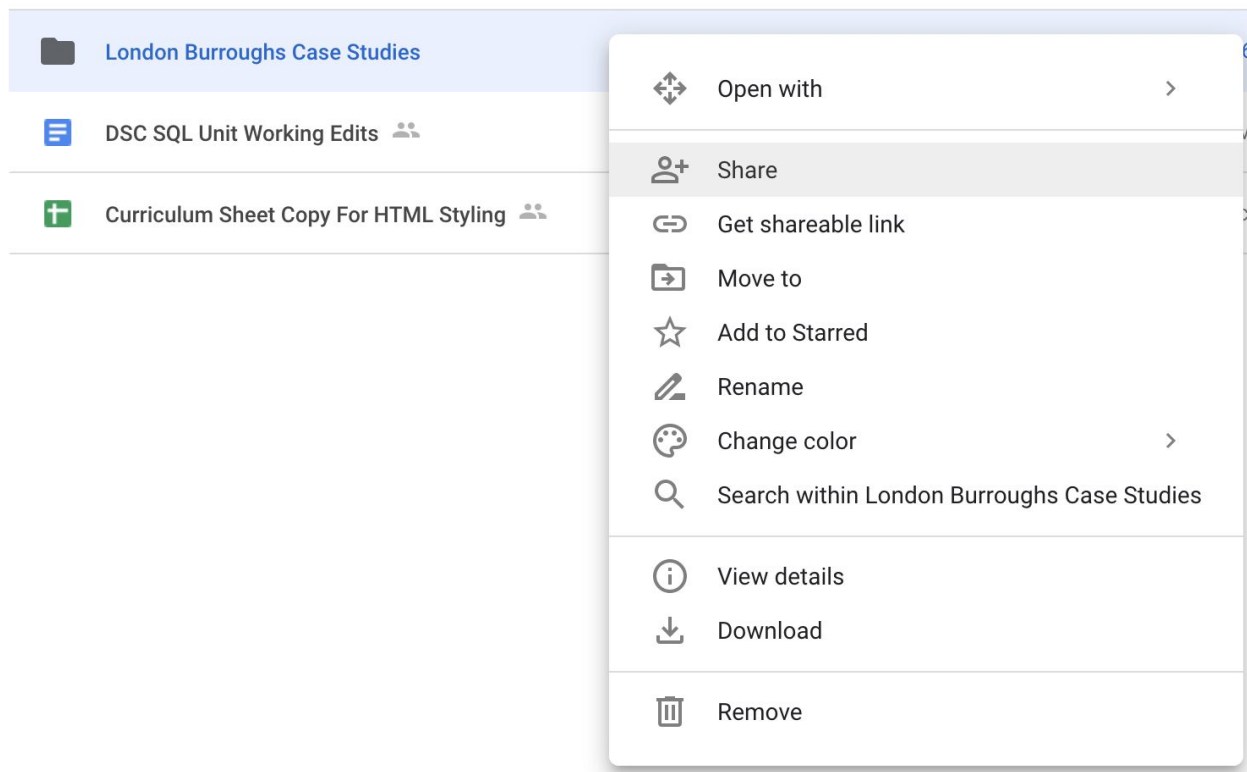 London Burroughs Case Studies
DSC SQL Unit Working Edits
Curriculum Sheet Copy For HTML Styling
Open with
Share
Get shareable link
Move to
Add to Starred
Rename
Change color
Search within London Burroughs Case Studies
View details
Download
Remove